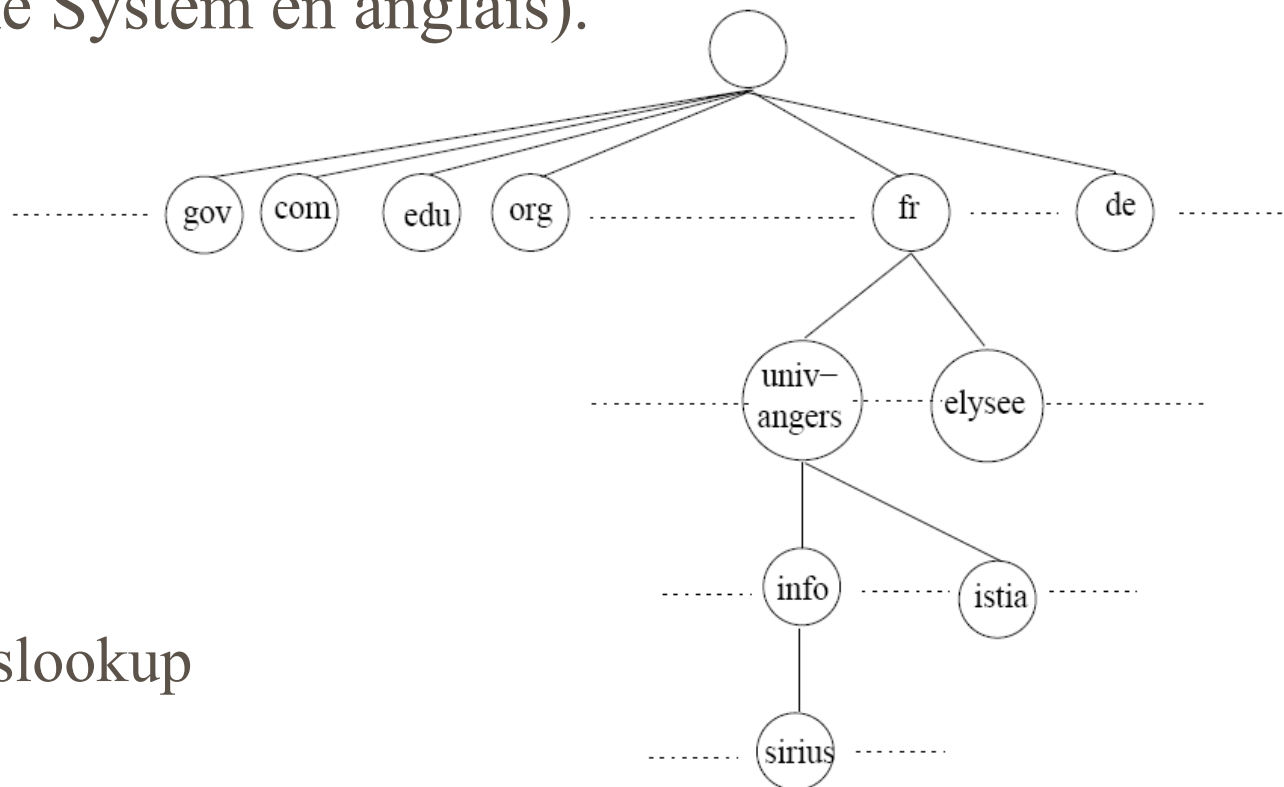 e System en anglais).
gov com edu org fr de
univ–
angers
elysee
info istia
slookup
sirius